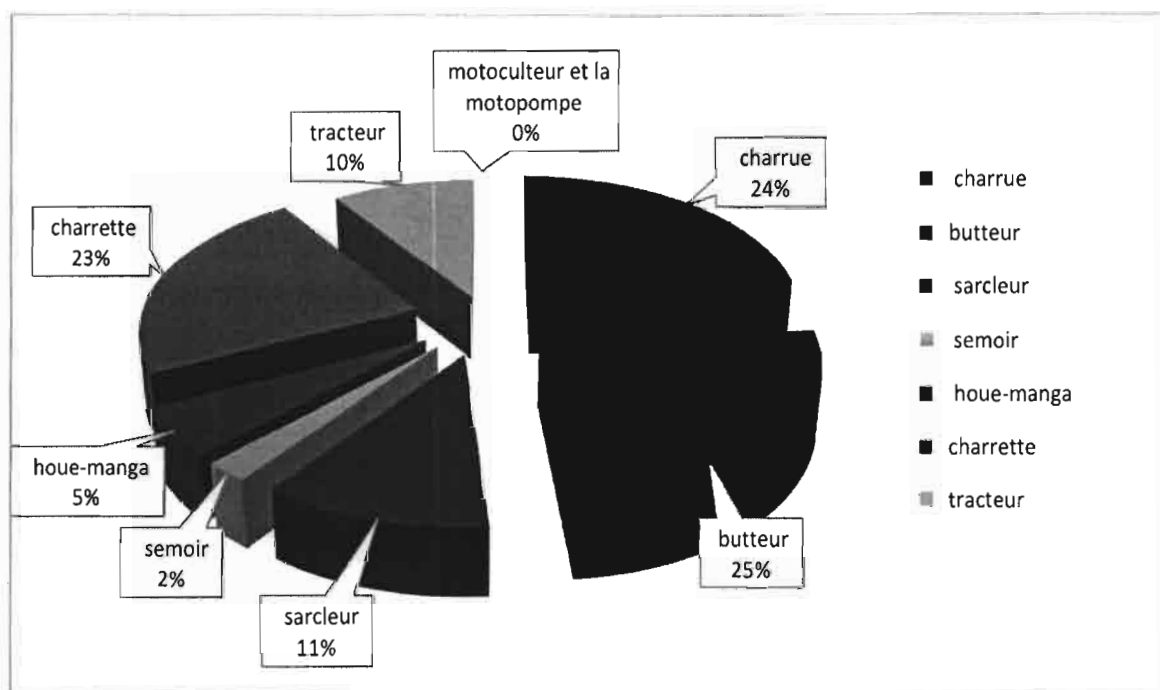 motoculteur et la
motopompe
0%
tracteur
10%
charrue
24%
charrette
23%
houe-manga
5%
semoir
2%
sarcleur
11%
butteur
25%
charrue
butteur
sarcleur
semoir
houe-manga
charrette
tracteur